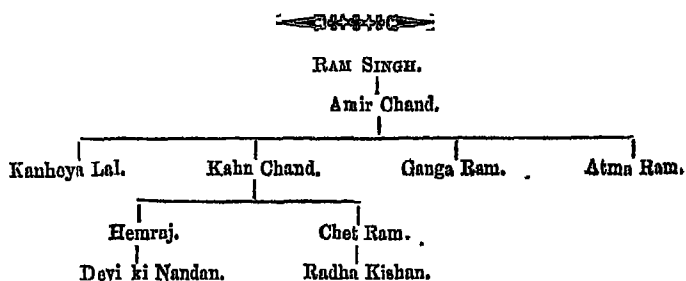 RAM SINGH.
Amir Chand.
Kanheya Lal. Kahn Chand. Ganga Ram. Atma Ram.
Hemraj. Chet Ram.
Devi ki Nandan. Radha Kishan.